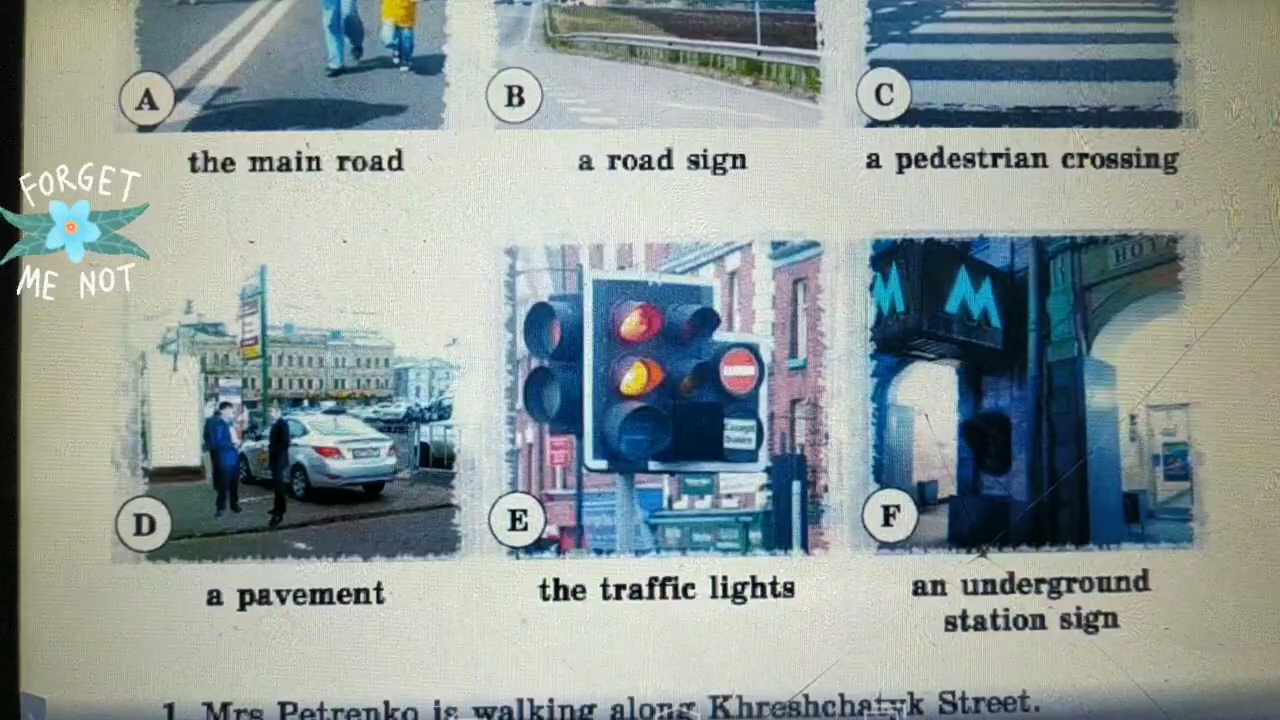 A
B
C
the main road
a road sign
a pedestrian crossing
FORGET
ME NOT
M M
D
E
F
a pavement
the traffic lights
an underground
station sign
1. Mrs Petrenko is walking along Khreshchatyk Street.